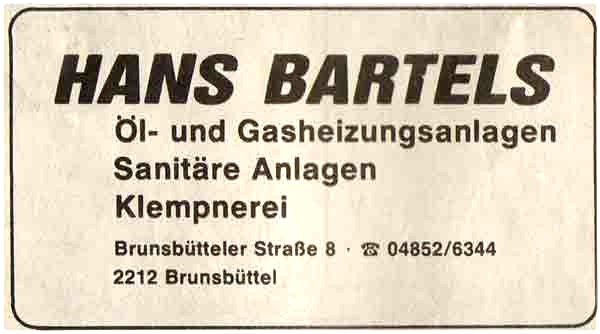 HANS BARTELS
Öl- und Gasheizungsanlagen
Sanitäre Anlagen
Klempnerei
Brunsbütteler Straße 8 · ☎ 04852/6344
2212 Brunsbüttel